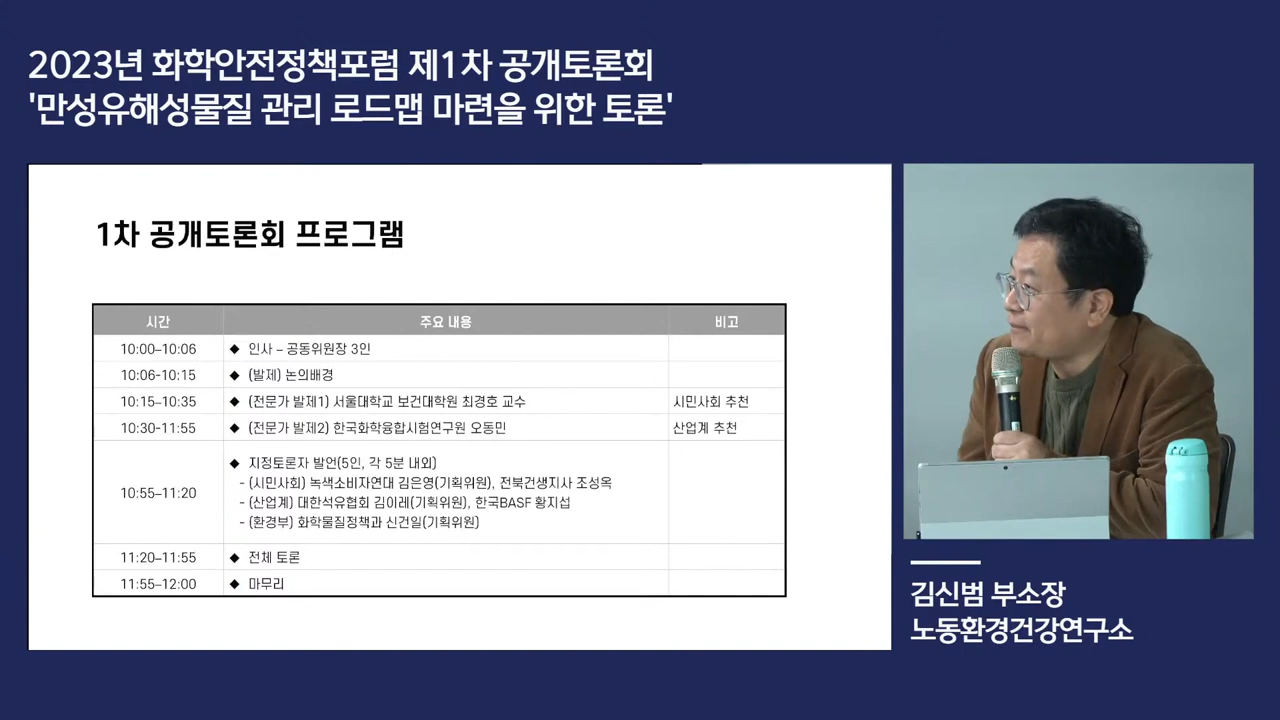 2023년 화학안전정책포럼 제1차 공개토론회
'만성유해성물질 관리 로드맵 마련을 위한 토론'
1차 공개토론회 프로그램
시간 주요 내용 비고
10:00–10:06 ◆ 인사 – 공동위원장 3인
10:06-10:15 ◆ (발제) 논의배경
10:15–10:35 ◆ (전문가 발제1) 서울대학교 보건대학원 최경호 교수 시민사회 추천
10:30-11:55 ◆ (전문가 발제2) 한국화학융합시험연구원 오동민 산업계 추천
10:55–11:20 ◆ 지정토론자 발언(5인, 각 5분 내외)
- (시민사회) 녹색소비자연대 김은영(기획위원), 전북건생지사 조성옥
- (산업계) 대한석유협회 김이레(기획위원), 한국BASF 황지섭
- (환경부) 화학물질정책과 신건일(기획위원)
11:20–11:55 ◆ 전체 토론
11:55–12:00 ◆ 마무리
김신범 부소장
노동환경건강연구소